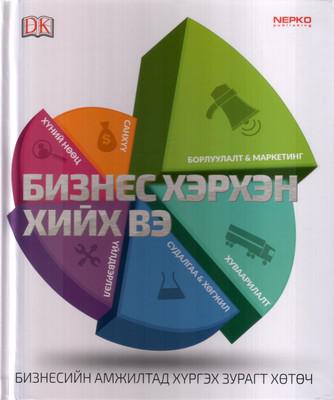 DK
NEPKO
publishing
ХҮНИЙ НӨӨЦ
САНХҮҮ
БОРЛУУЛАЛТ & МАРКЕТИНГ
БИЗНЕС ХЭРХЭН
ХИЙХ ВЭ
ҮЙЛДВЭРЛЭЛ
СУДАЛГАА & ХӨГЖИЛ
ХУВААРИЛАЛТ
БИЗНЕСИЙН АМЖИЛТАД ХҮРГЭХ ЗУРАГТ ХӨТӨЧ